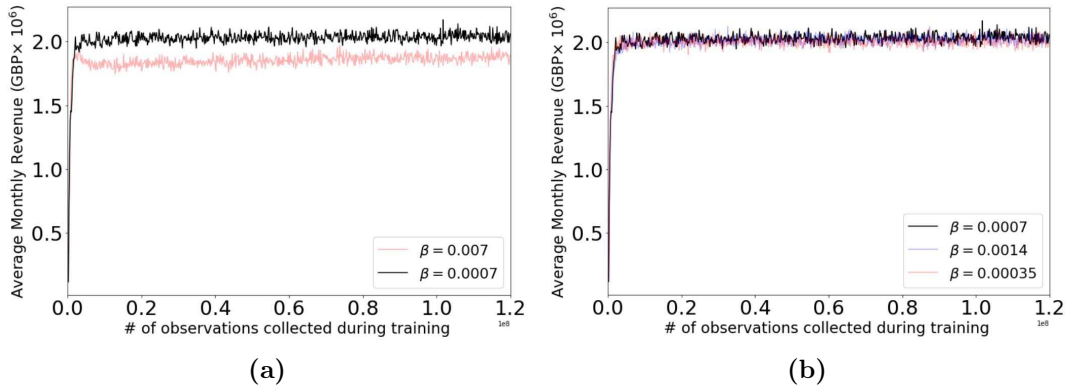 Average Monthly Revenue (GBP× 10⁶)
2.0
1.5
1.0
0.5
β = 0.007
β = 0.0007
0.0 0.2 0.4 0.6 0.8 1.0 1.2
1e8
# of observations collected during training
(a)
Average Monthly Revenue (GBP× 10⁶)
2.0
1.5
1.0
0.5
β = 0.0007
β = 0.0014
β = 0.00035
0.0 0.2 0.4 0.6 0.8 1.0 1.2
1e8
# of observations collected during training
(b)